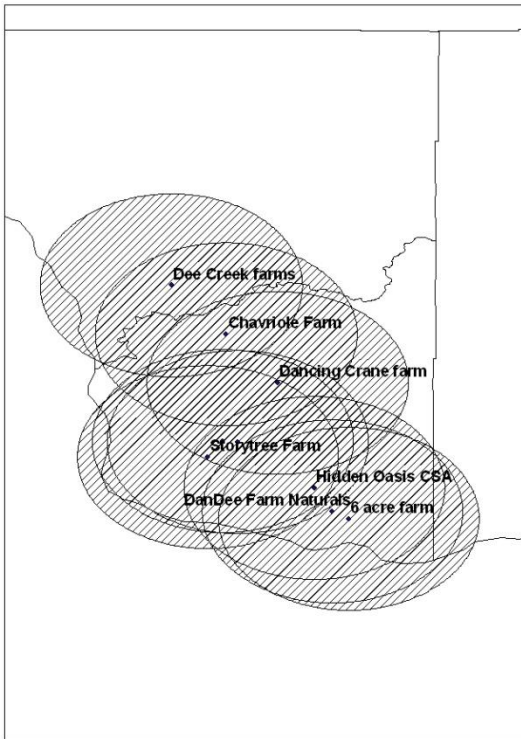 Dee Creek farms
Chavriole Farm
Dancing Crane farm
Storytree Farm
Hidden Oasis CSA
DanDee Farm Naturals
6 acre farm